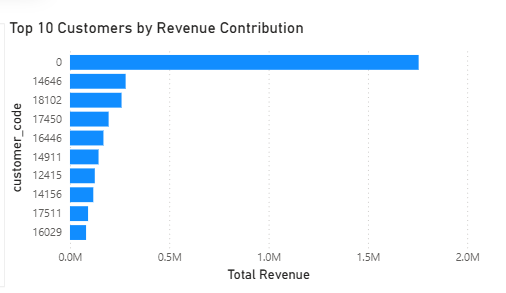 Top 10 Customers by Revenue Contribution
customer_code
0
14646
18102
17450
16446
14911
12415
14156
17511
16029
0.0M 0.5M 1.0M 1.5M 2.0M
Total Revenue